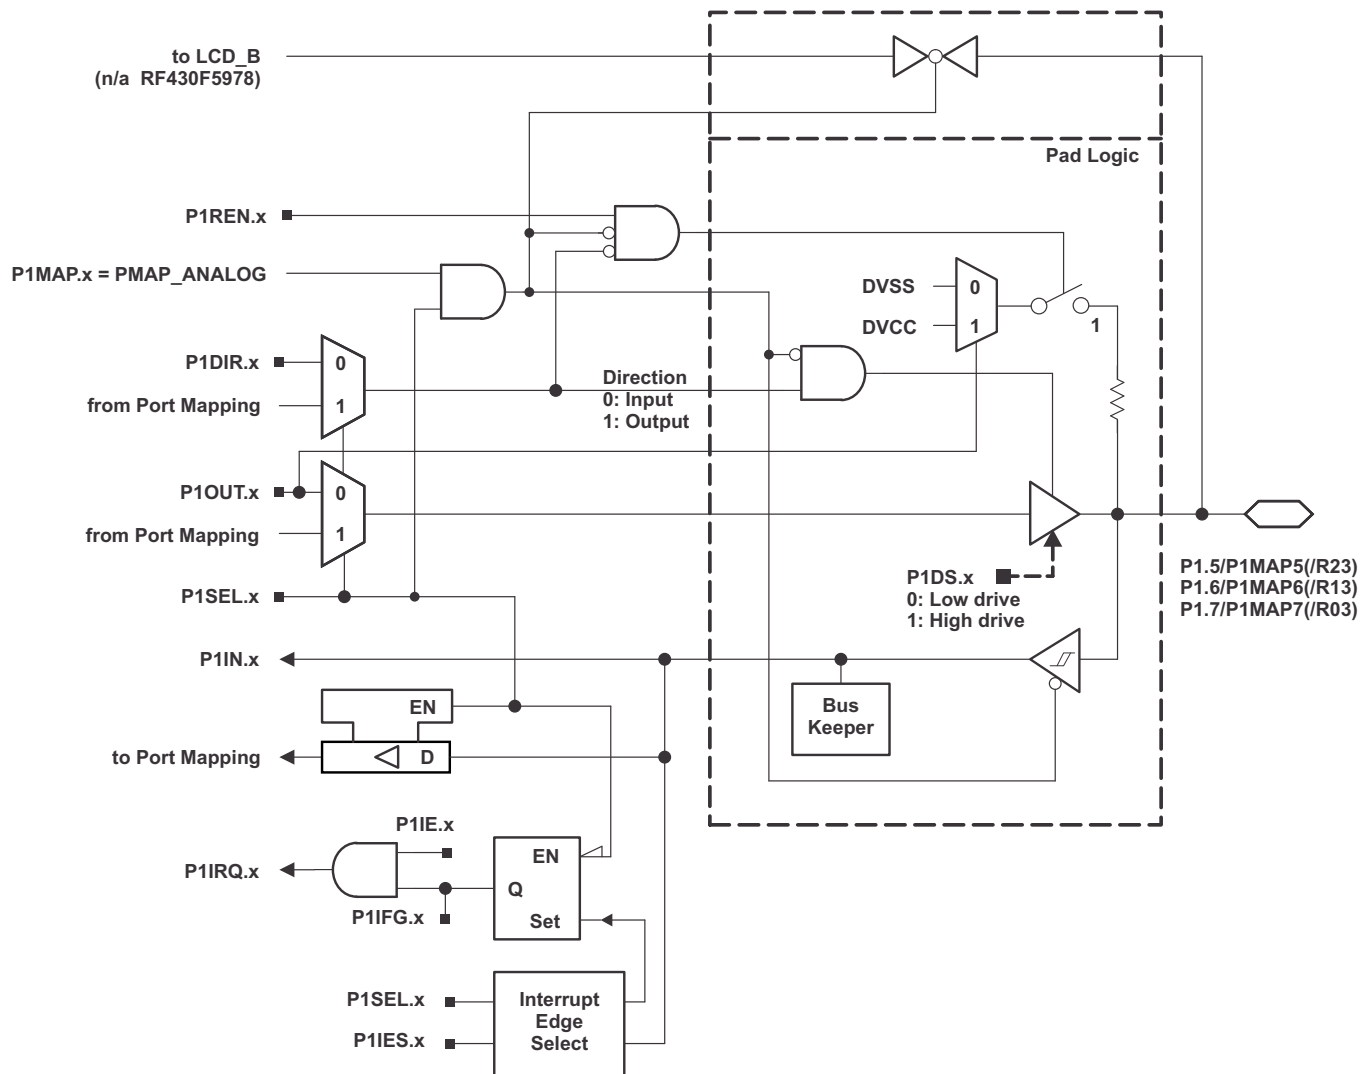 to LCD_B
(n/a RF430F5978)
Pad Logic
P1REN.x
P1MAP.x = PMAP_ANALOG
DVSS
0
DVCC
1
1
P1DIR.x
0
from Port Mapping
1
Direction
0: Input
1: Output
P1OUT.x
0
from Port Mapping
1
P1SEL.x
P1DS.x
0: Low drive
1: High drive
P1.5/P1MAP5(/R23)
P1.6/P1MAP6(/R13)
P1.7/P1MAP7(/R03)
P1IN.x
EN
Bus
Keeper
to Port Mapping
D
P1IE.x
P1IRQ.x
EN
Q
P1IFG.x
Set
P1SEL.x
P1IES.x
Interrupt
Edge
Select